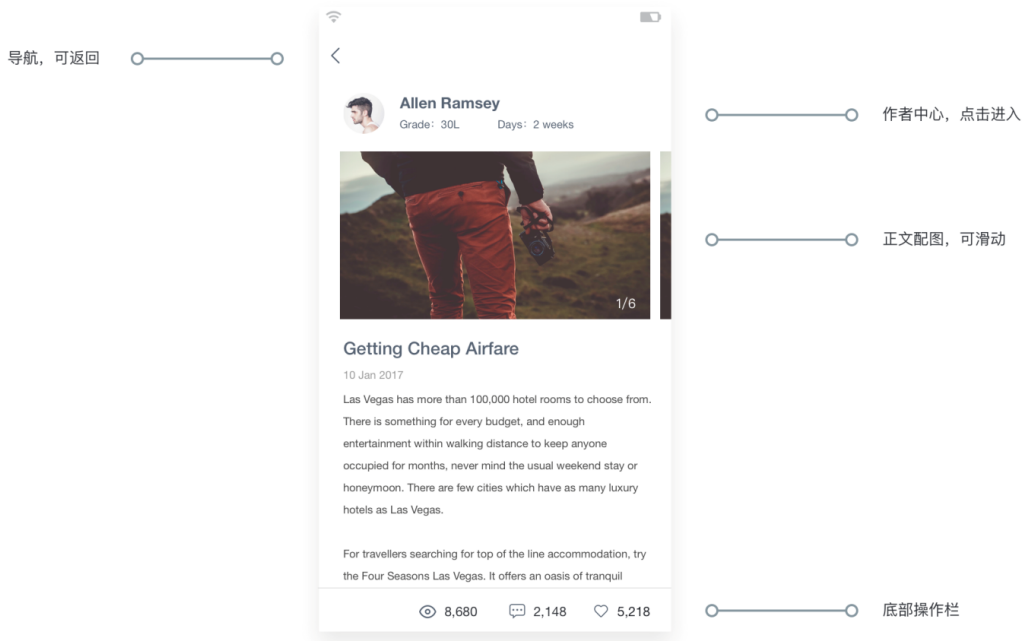 导航，可返回
Allen Ramsey
Grade：30L
Days：2 weeks
作者中心，点击进入
正文配图，可滑动
1/6
Getting Cheap Airfare
10 Jan 2017
Las Vegas has more than 100,000 hotel rooms to choose from.
There is something for every budget, and enough
entertainment within walking distance to keep anyone
occupied for months, never mind the usual weekend stay or
honeymoon. There are few cities which have as many luxury
hotels as Las Vegas.
For travellers searching for top of the line accommodation, try
the Four Seasons Las Vegas. It offers an oasis of tranquil
8,680
2,148
5,218
底部操作栏